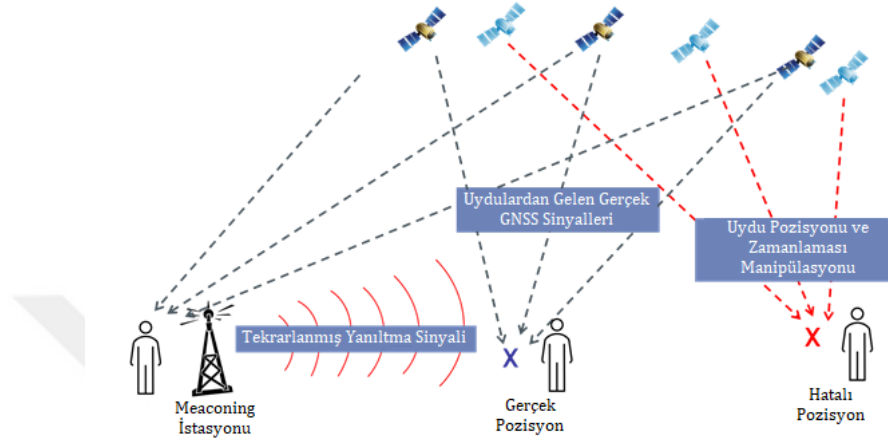 Uydulardan Gelen Gerçek
GNSS Sinyalleri
Uydu Pozisyonu ve
Zamanlaması
Manipülasyonu
Tekrarlanmış Yanıltma Sinyali
X
X
Meaconing
İstasyonu
Gerçek
Pozisyon
Hatalı
Pozisyon